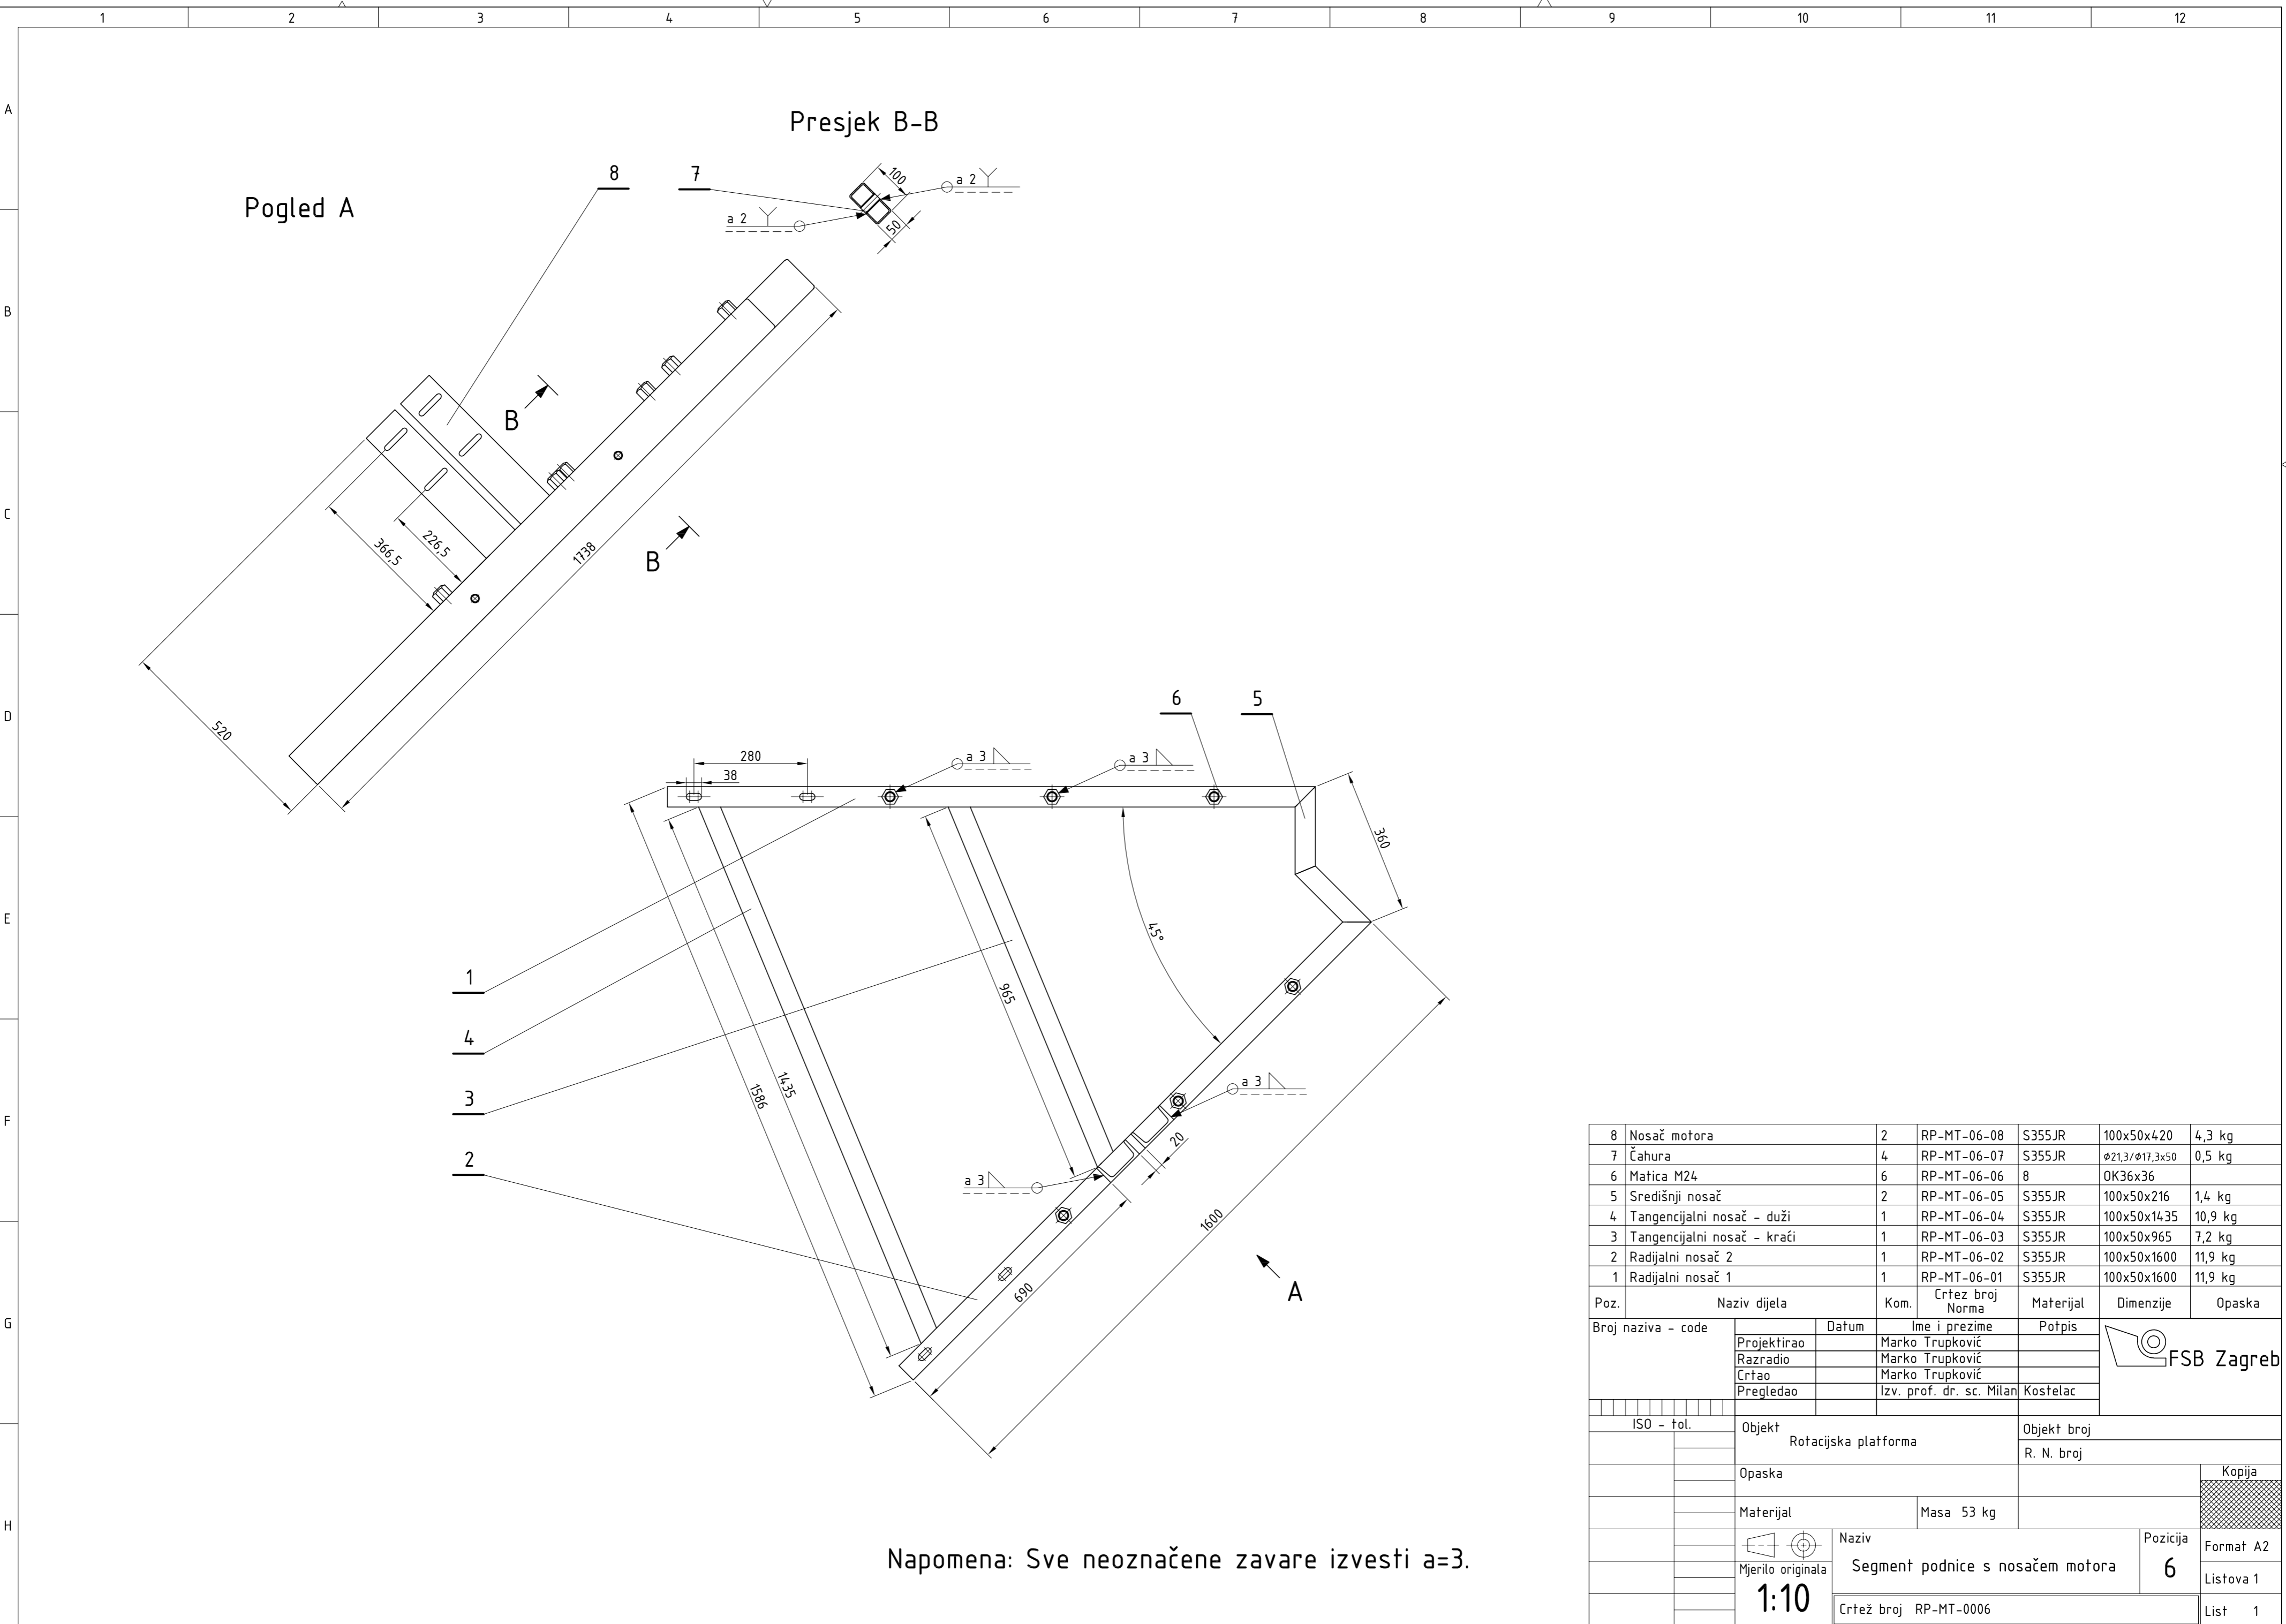 1 2 3 4 5 6 7 8 9 10 11 12
A
B
C
D
E
F
G
H
Presjek B-B
Pogled A
8
7
100
a 2
a 2
50
B
B
366,5
226,5
1738
520
6
5
280
38
a 3
a 3
360
45°
965
1
4
3
2
1586
1435
a 3
20
a 3
690
1600
A
8 Nosač motora 2 RP-MT-06-08 S355JR 100x50x420 4,3 kg
7 Čahura 4 RP-MT-06-07 S355JR Φ21,3/Φ17,3x50 0,5 kg
6 Matica M24 6 RP-MT-06-06 8 OK36x36
5 Središnji nosač 2 RP-MT-06-05 S355JR 100x50x216 1,4 kg
4 Tangencijalni nosač - duži 1 RP-MT-06-04 S355JR 100x50x1435 10,9 kg
3 Tangencijalni nosač - kraći 1 RP-MT-06-03 S355JR 100x50x965 7,2 kg
2 Radijalni nosač 2 1 RP-MT-06-02 S355JR 100x50x1600 11,9 kg
1 Radijalni nosač 1 1 RP-MT-06-01 S355JR 100x50x1600 11,9 kg
Poz. Naziv dijela Kom. Crtez broj Norma Materijal Dimenzije Opaska
Broj naziva - code Datum Ime i prezime Potpis
Projektirao Marko Trupković
Razradio Marko Trupković
Crtao Marko Trupković
Pregledao Izv. prof. dr. sc. Milan Kostelac
FSB Zagreb
ISO - tol.
Objekt
Rotacijska platforma
Objekt broj
R. N. broj
Opaska
Kopija
Materijal Masa 53 kg
Naziv
Segment podnice s nosačem motora
Pozicija
6
Format A2
Mjerilo originala
1:10
Listova 1
Crtež broj RP-MT-0006
List 1
Napomena: Sve neoznačene zavare izvesti a=3.